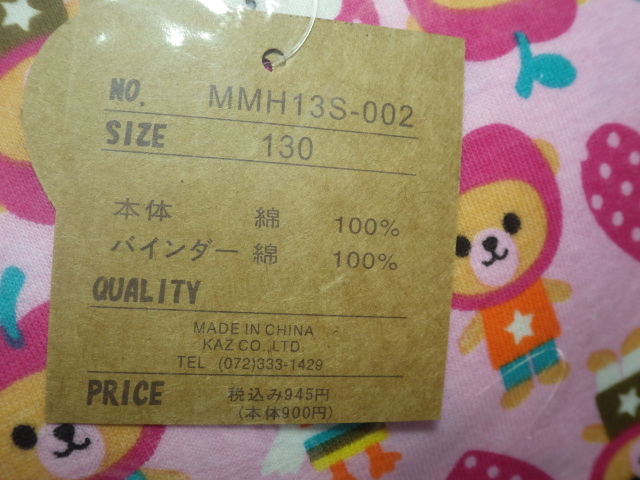 NO. MMH13S-002
SIZE 130
本体 綿 100%
バインダー 綿 100%
QUALITY
MADE IN CHINA
KAZ CO.,LTD.
TEL (072)333-1429
PRICE 税込み945円
(本体900円)